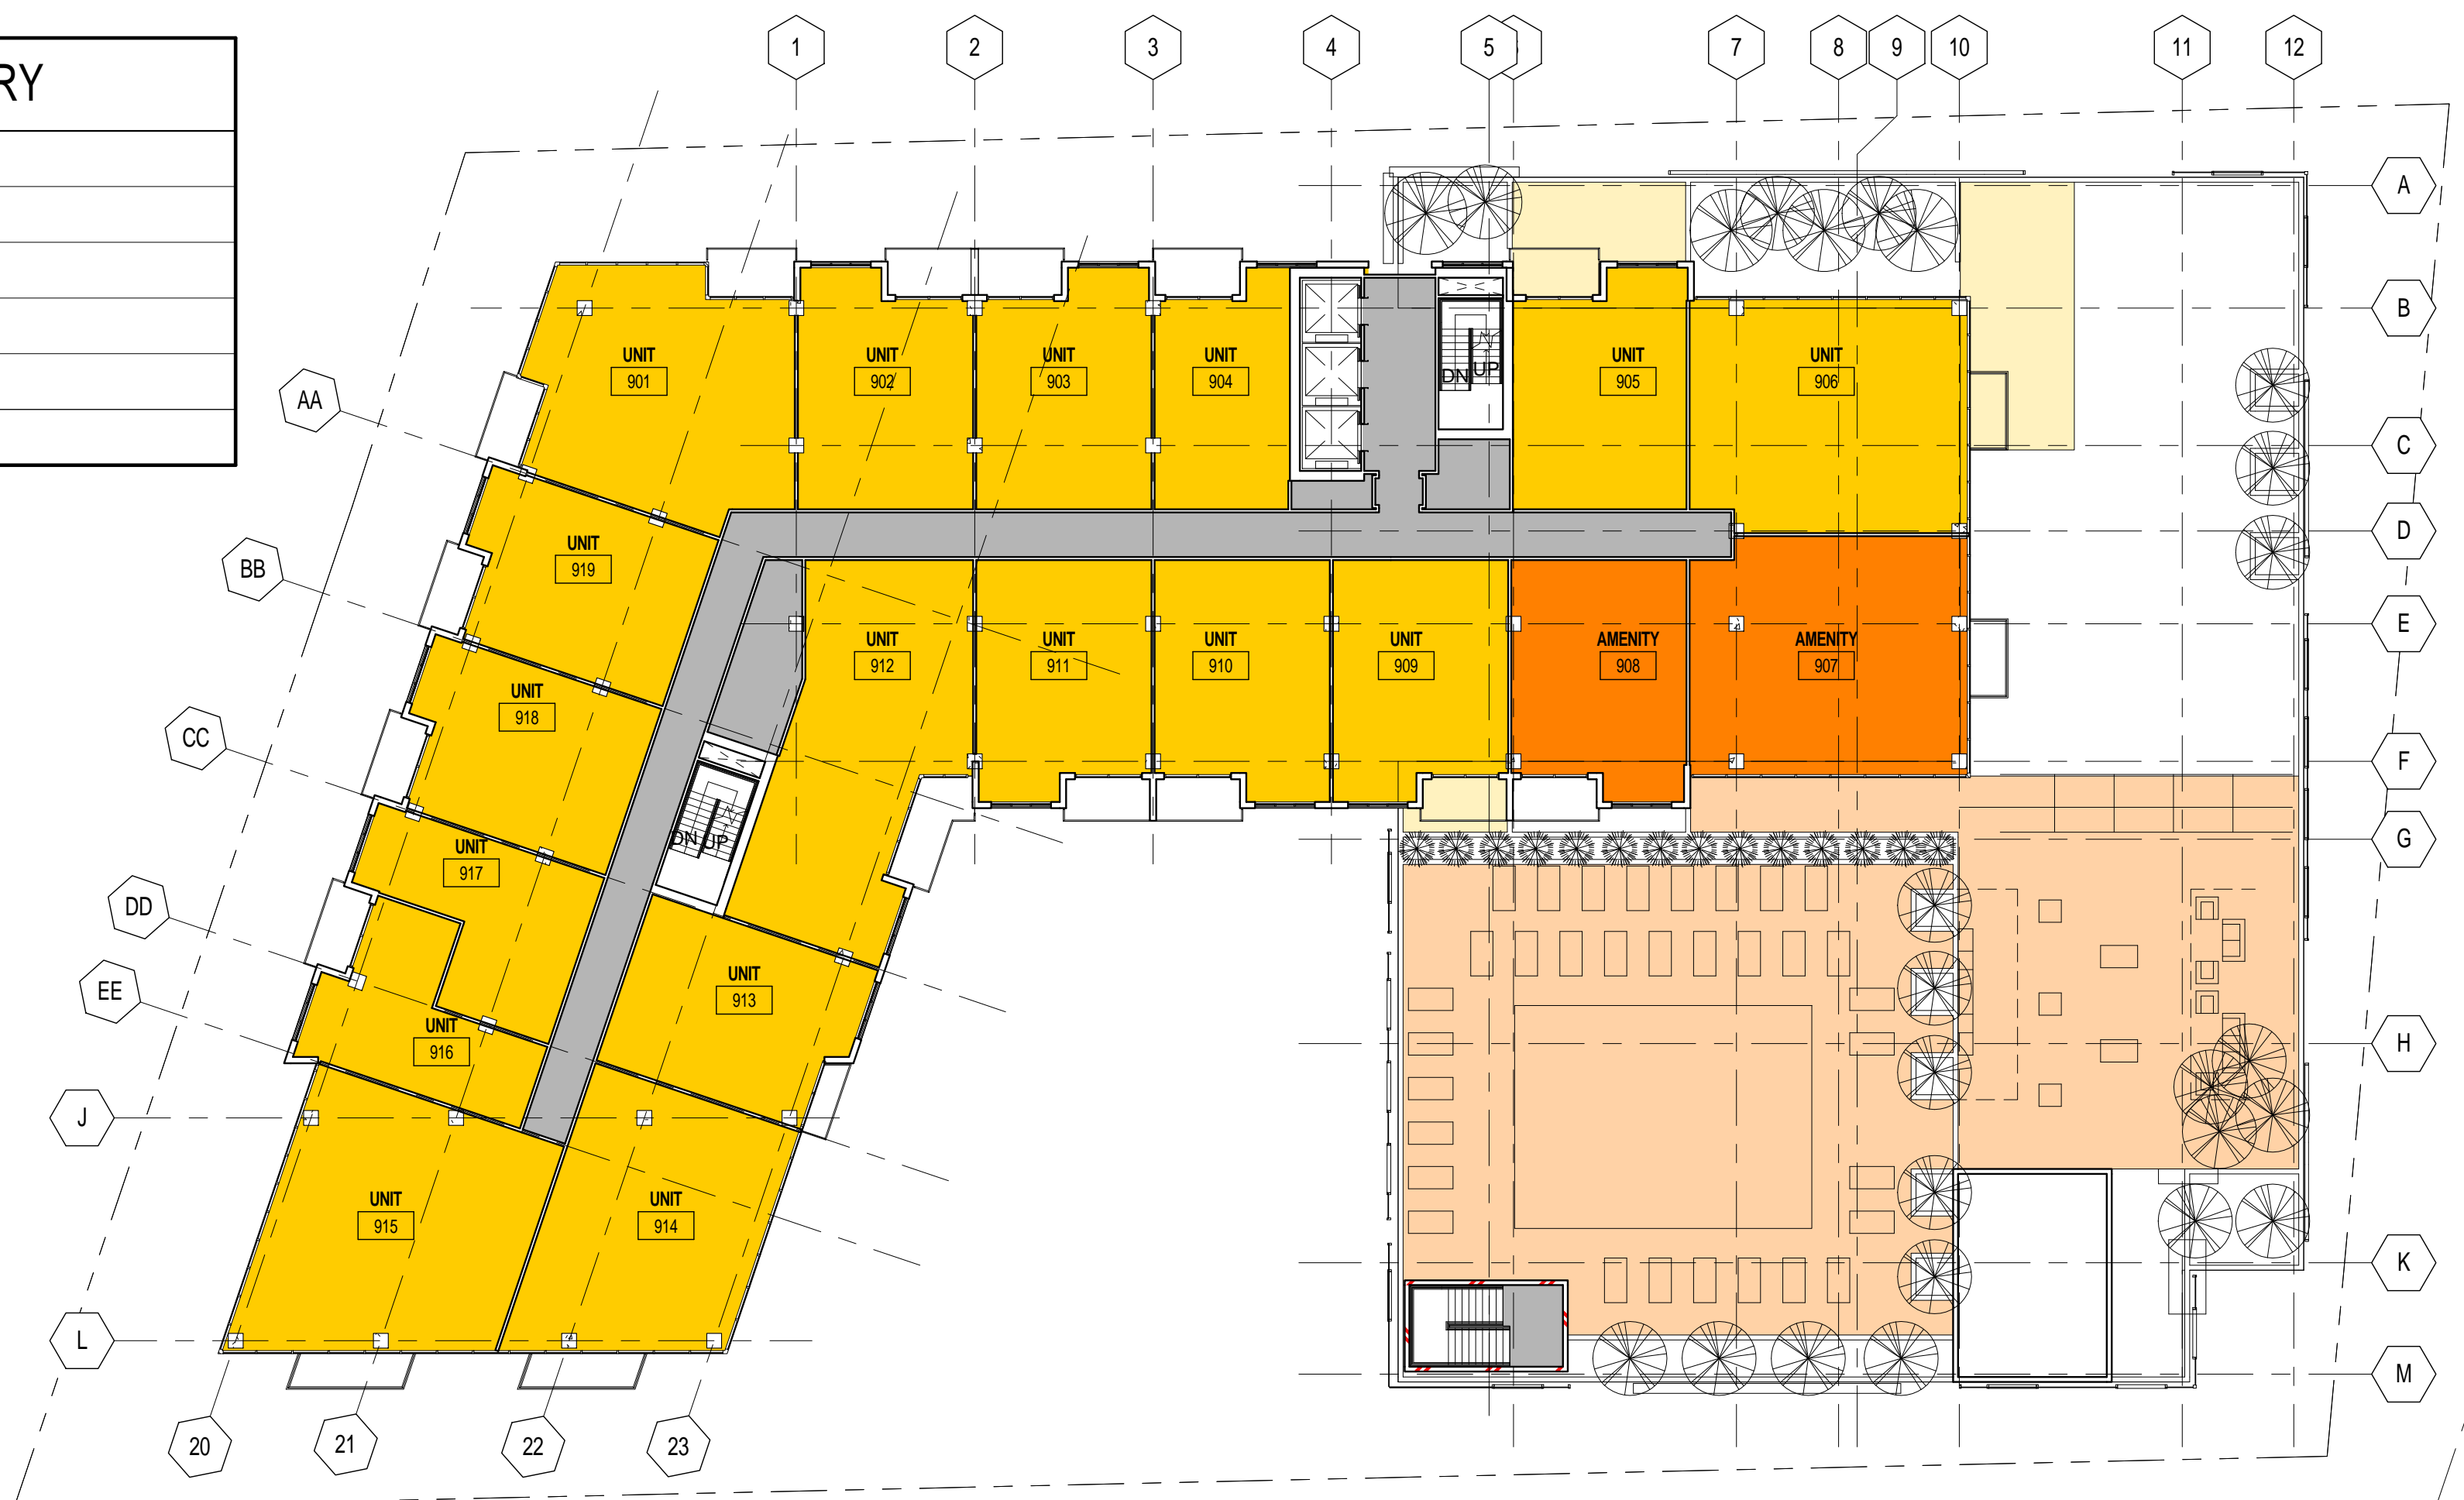 RY
1
2
3
4
5
7
8
9
10
11
12
A
B
C
D
E
F
G
H
K
M
AA
BB
CC
DD
EE
J
L
20
21
22
23
UNIT
901
UNIT
902
UNIT
903
UNIT
904
DN
UP
UNIT
905
UNIT
906
UNIT
919
UNIT
918
UNIT
917
UNIT
916
UNIT
915
UNIT
914
UNIT
913
DN
UP
UNIT
912
UNIT
911
UNIT
910
UNIT
909
AMENITY
908
AMENITY
907